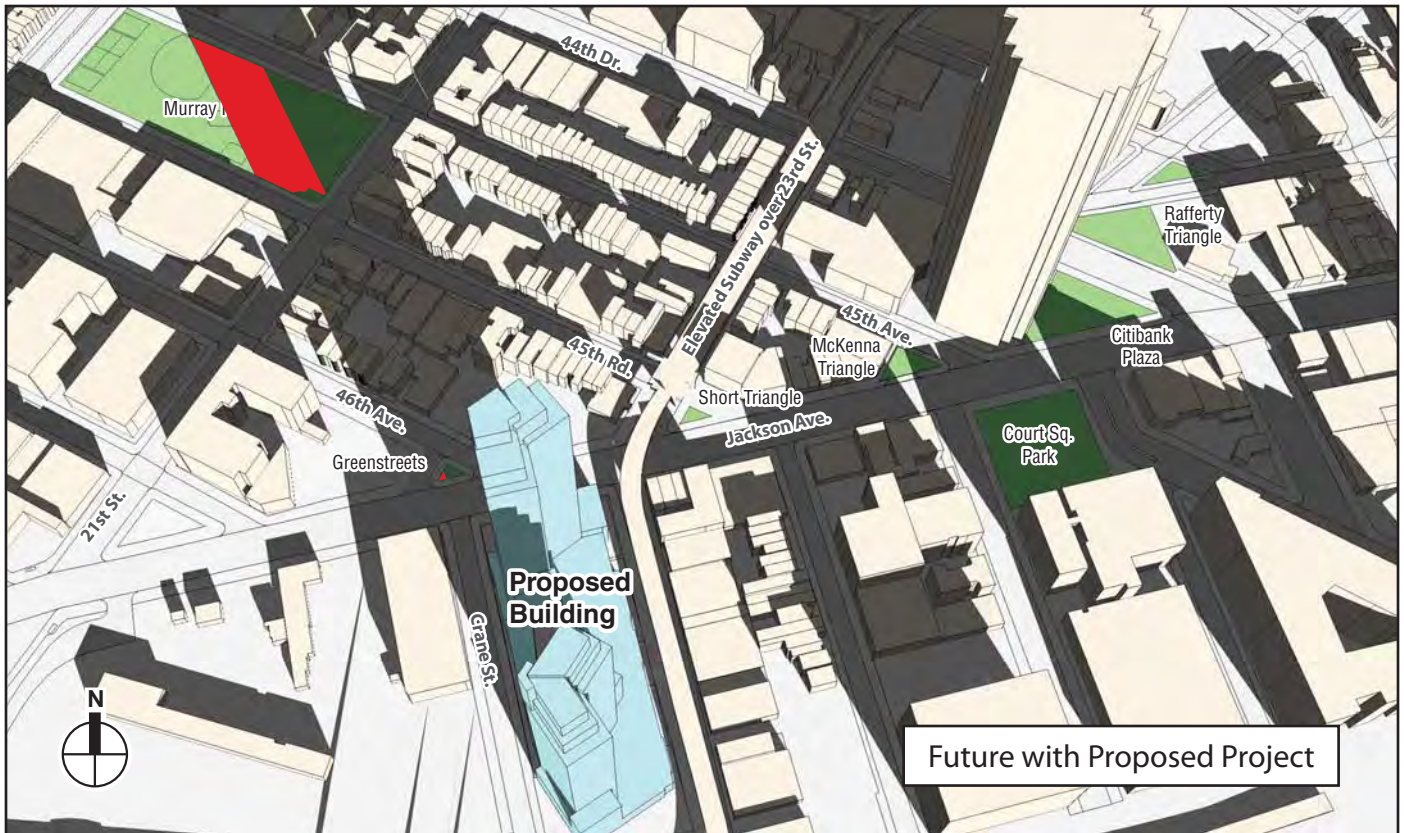 44th Dr.
Murray
Elevated Subway over 23rd St.
Rafferty
Triangle
45th Ave.
McKenna
Triangle
Citibank
Plaza
45th Rd.
Short Triangle
46th Ave.
Jackson Ave.
Court Sq.
Park
Greenstreets
21st St.
Proposed
Building
Crane St.
N
Future with Proposed Project